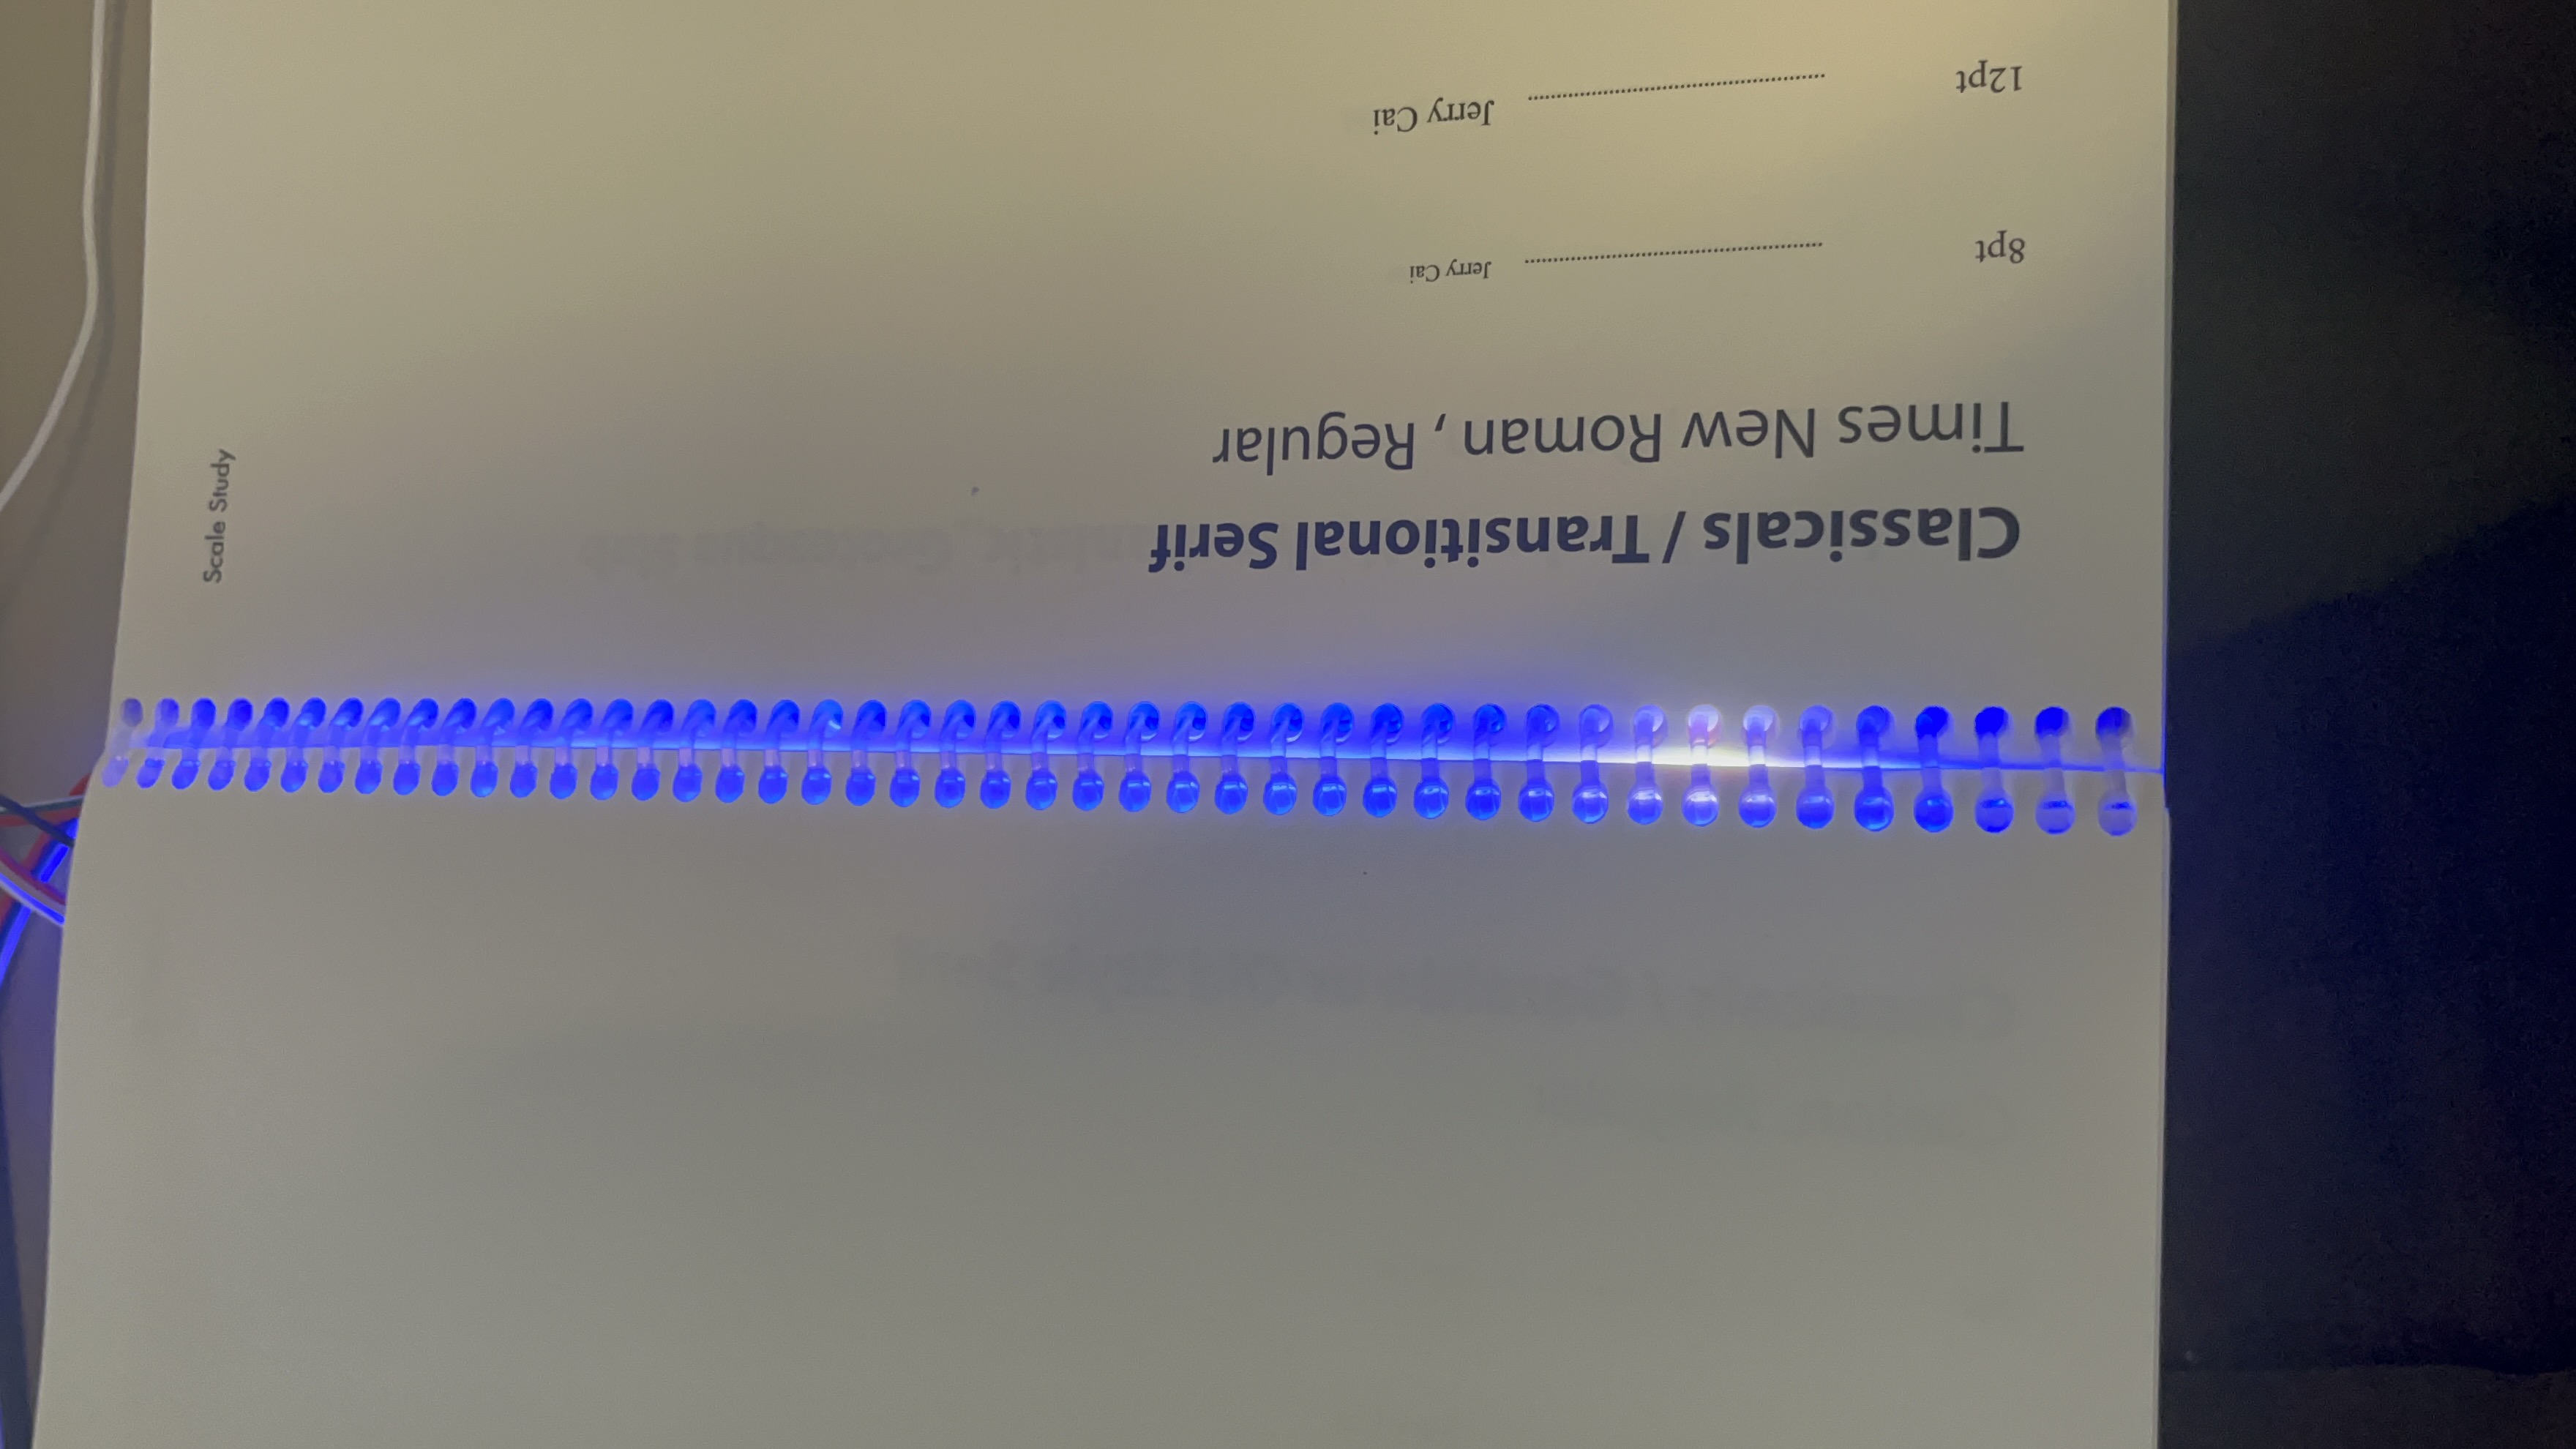 Scale Study
Classicals / Transitional Serif
Times New Roman , Regular
8pt ........................................................ Jerry Cai
12pt ........................................................ Jerry Cai